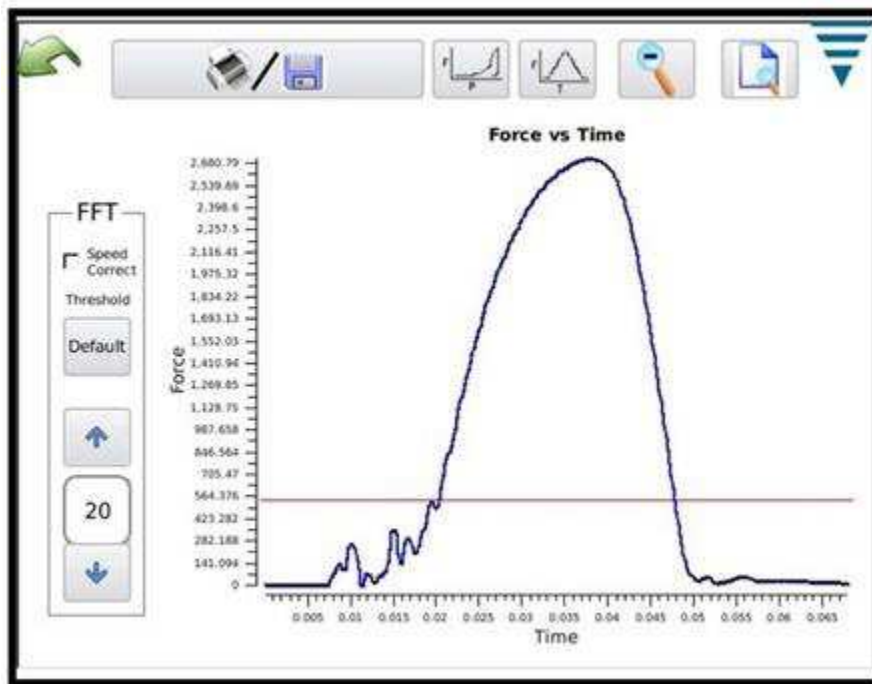 F
P
F
T
Force vs Time
FFT
Speed
Correct
Threshold
Default
20
Force
2,680.79
2,539.69
2,398.6
2,257.5
2,116.41
1,975.32
1,834.22
1,693.13
1,552.03
1,410.94
1,269.85
1,128.75
987.658
846.564
705.47
564.376
423.282
282.188
141.094
0
0.005 0.01 0.015 0.02 0.025 0.03 0.035 0.04 0.045 0.05 0.055 0.06 0.065
Time